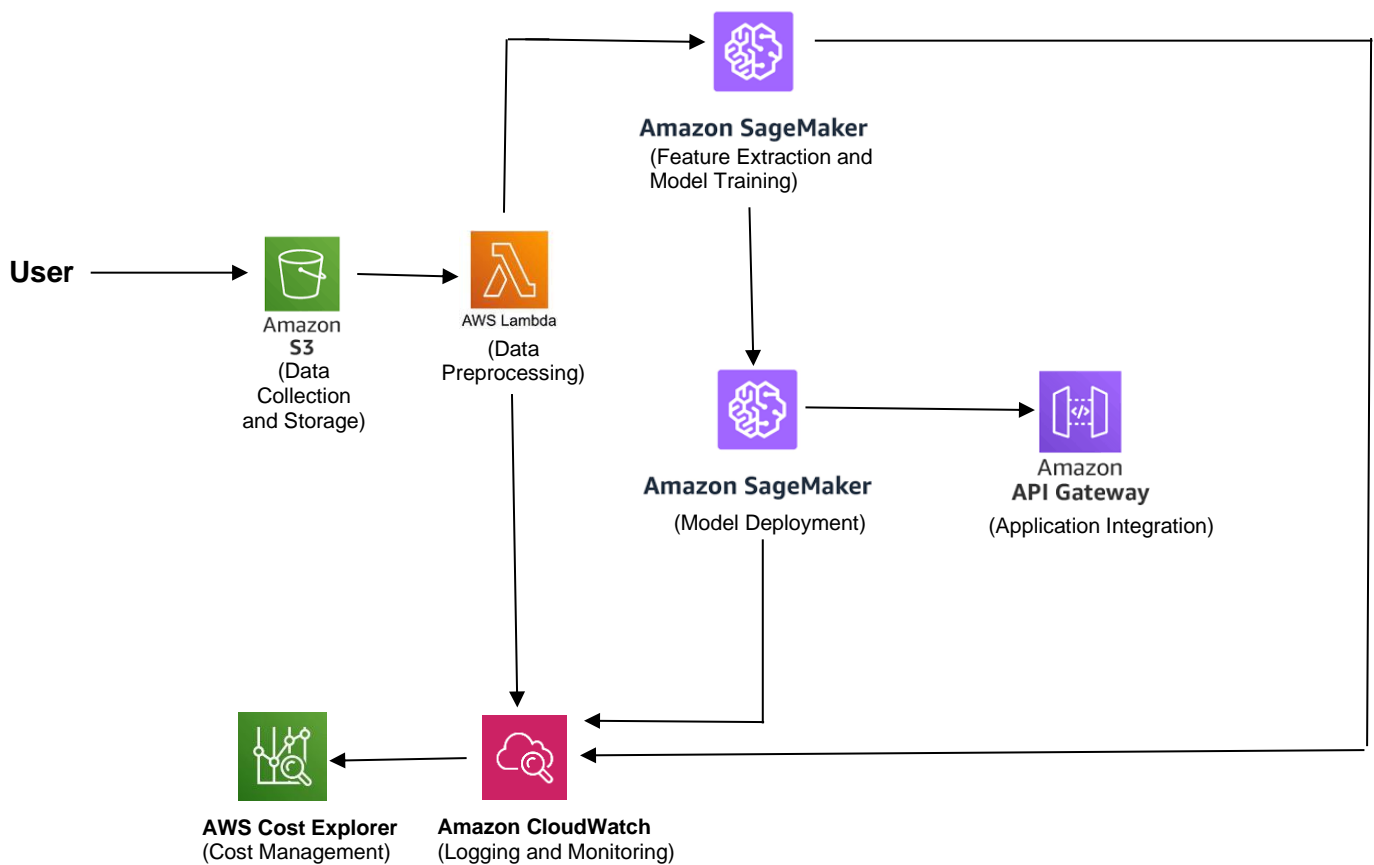 Amazon SageMaker
(Feature Extraction and
Model Training)
User
Amazon
S3
(Data
Collection
and Storage)
AWS Lambda
(Data
Preprocessing)
Amazon SageMaker
(Model Deployment)
</>
Amazon
API Gateway
(Application Integration)
AWS Cost Explorer
(Cost Management)
Amazon CloudWatch
(Logging and Monitoring)